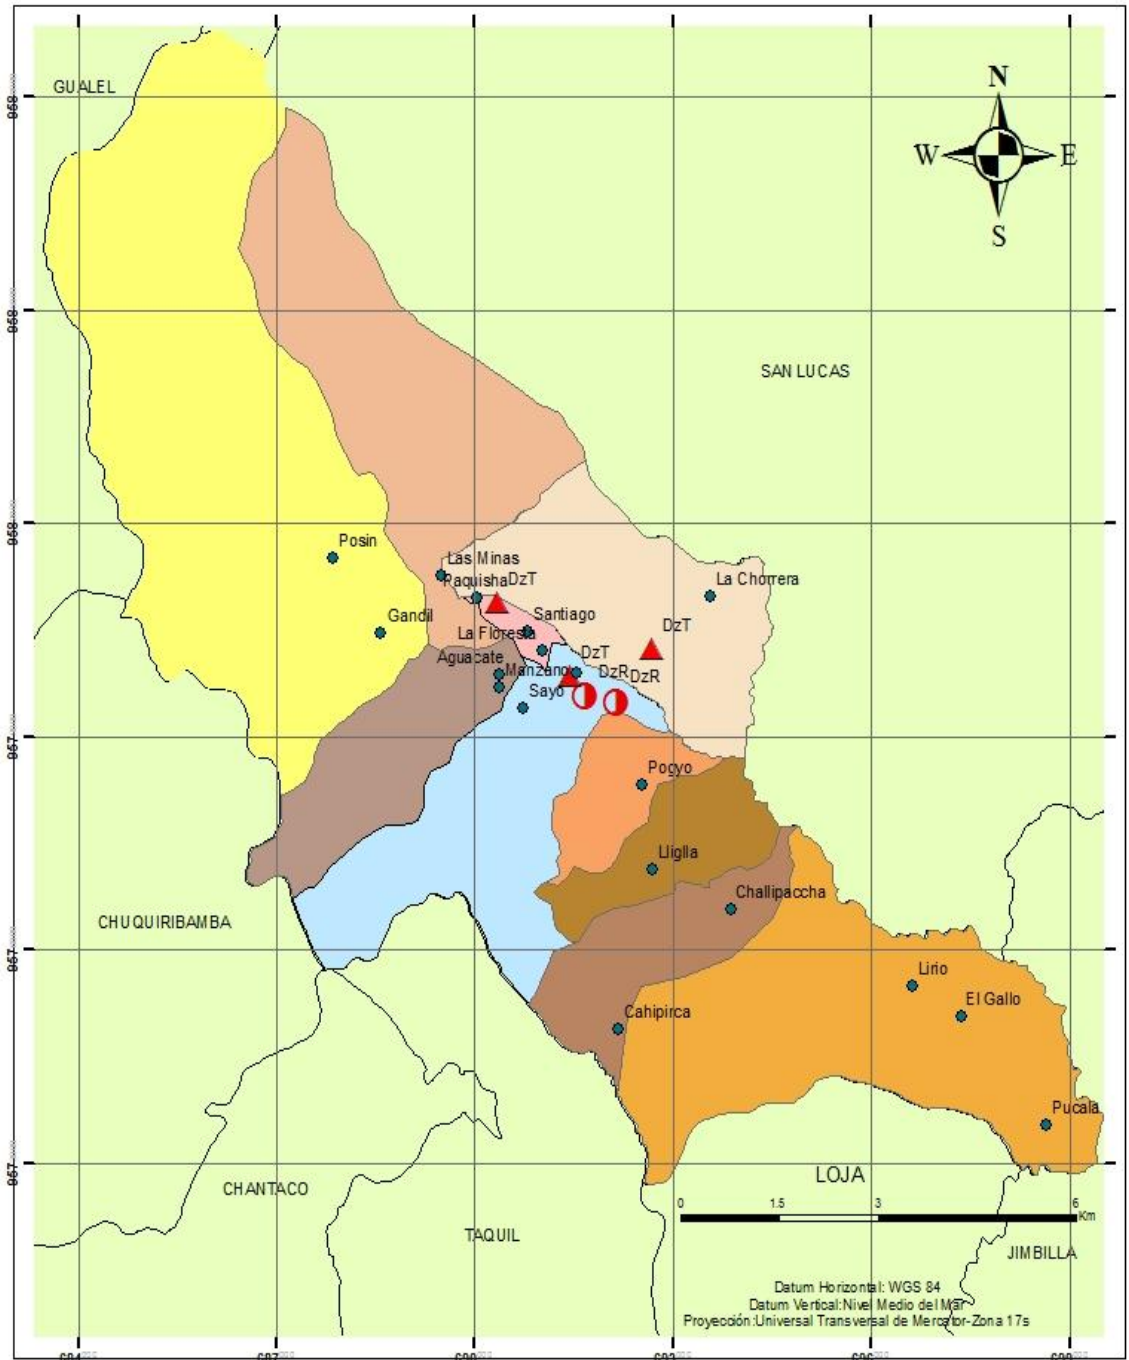 GUALEL
N
W E
S
SAN LUCAS
Posin
Las Minas
Paquisha DzT
La Chorrera
Gandil
Santiago
DzT
La Floresta
Aguacate
DzT
Manzano
DzR DzR
Sayo
Pogyo
Lliglla
Challipaccha
CHUQUIRIBAMBA
Lirio
El Gallo
Cahipirca
Pucala
LOJA
CHANTACO
0 1.5 3 6
Km
TAQUIL
JIMBILLA
Datum Horizontal: WGS 84
Datum Vertical:Nivel Medio del Mar
Proyección:Universal Transversal de Mercator-Zona 17s